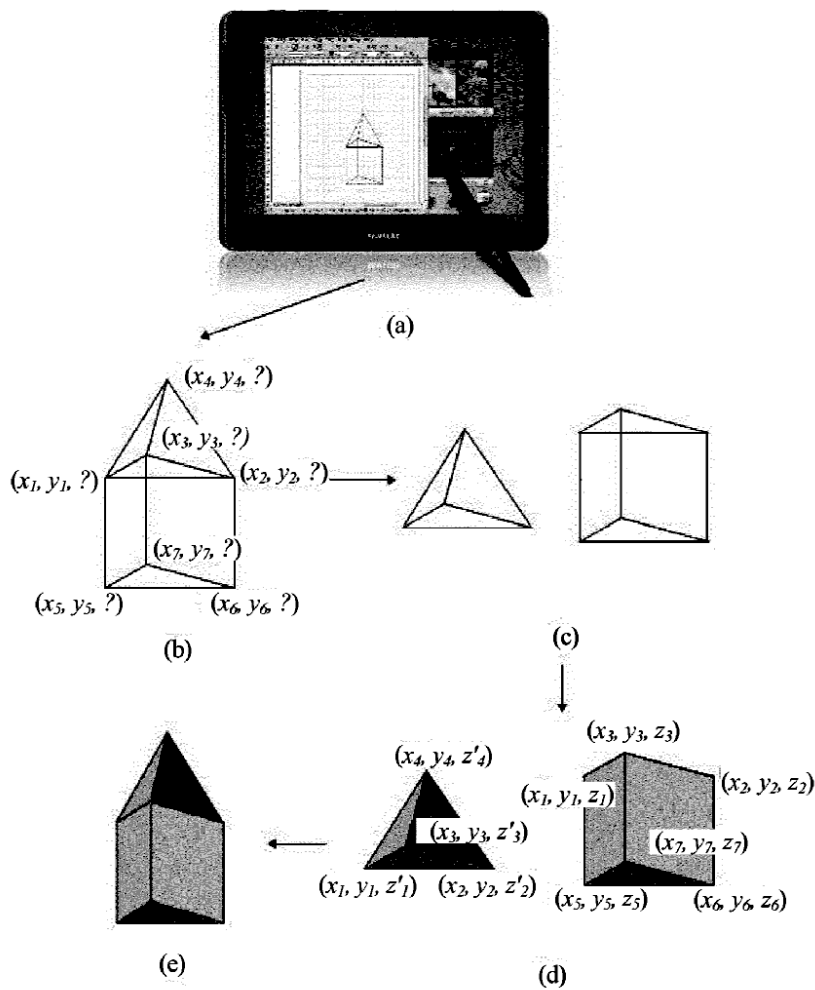 (a)
(x4, y4, ?)
(x3, y3, ?)
(x1, y1, ?)
(x2, y2, ?)
(x7, y7, ?)
(x5, y5, ?)
(x6, y6, ?)
(b)
(c)
(x3, y3, z3)
(x4, y4, z'4)
(x1, y1, z1)
(x2, y2, z2)
(x3, y3, z'3)
(x7, y7, z7)
(x1, y1, z'1)
(x2, y2, z'2)
(x5, y5, z5)
(x6, y6, z6)
(e)
(d)